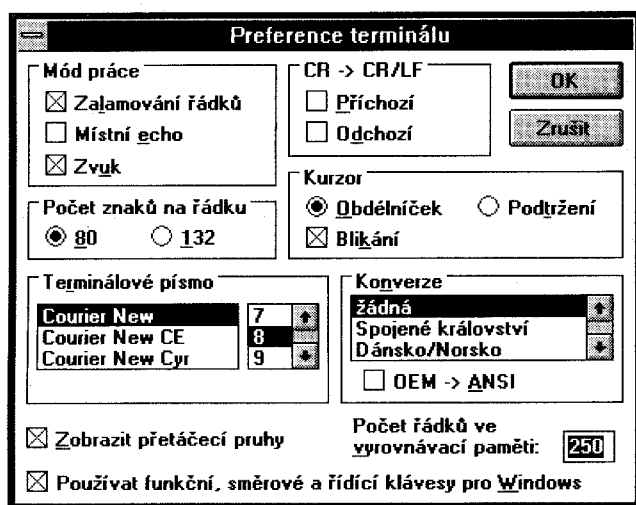 Preference terminálu
Mód práce
Zalamování řádků
Místní echo
Zvuk
CR -> CR/LF
Příchozí
Odchozí
OK
Zrušit
Počet znaků na řádku
80 132
Kurzor
Obdélníček Podtržení
Blikání
Terminálové písmo
Courier New 7
Courier New CE 8
Courier New Cyr 9
Konverze
žádná
Spojené království
Dánsko/Norsko
OEM -> ANSI
Zobrazit přetáčecí pruhy
Počet řádků ve
vyrovnávací paměti: 250
Používat funkční, směrové a řídící klávesy pro Windows